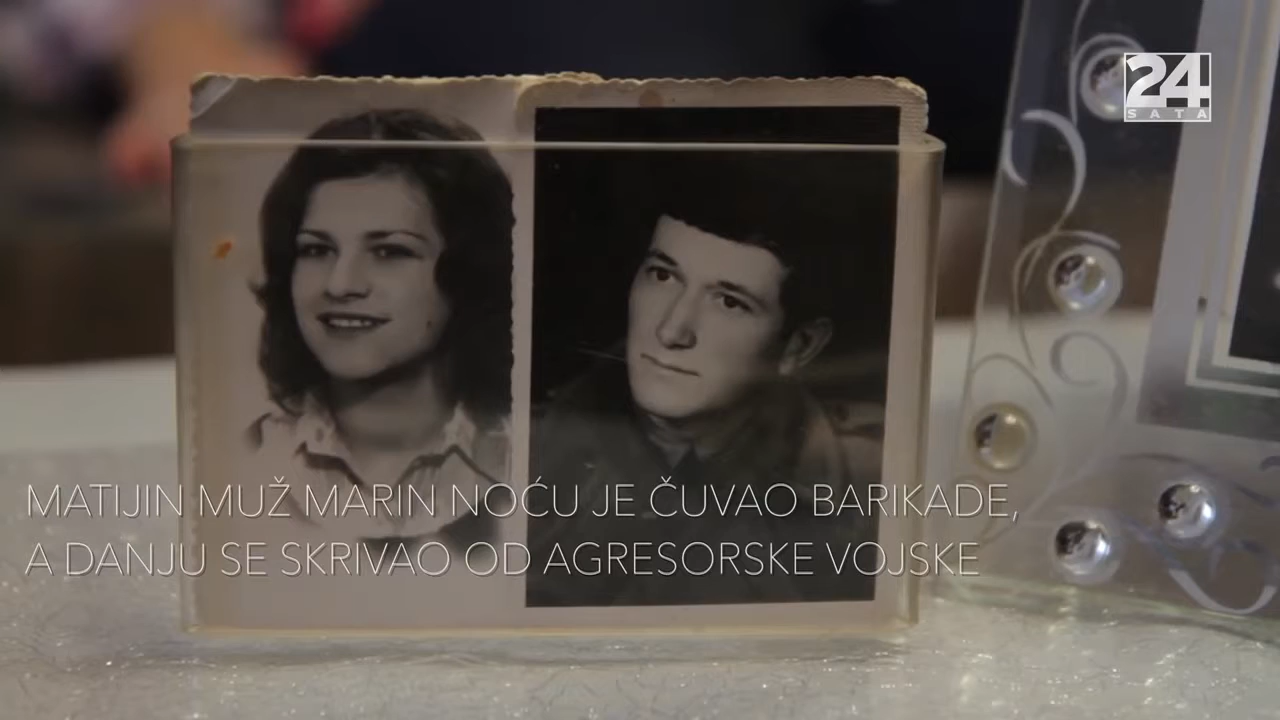 24
SATA
MATIJIN MUŽ MARIN NOĆU JE ČUVAO BARIKADE,
A DANJU SE SKRIVAO OD AGRESORSKE VOJSKE